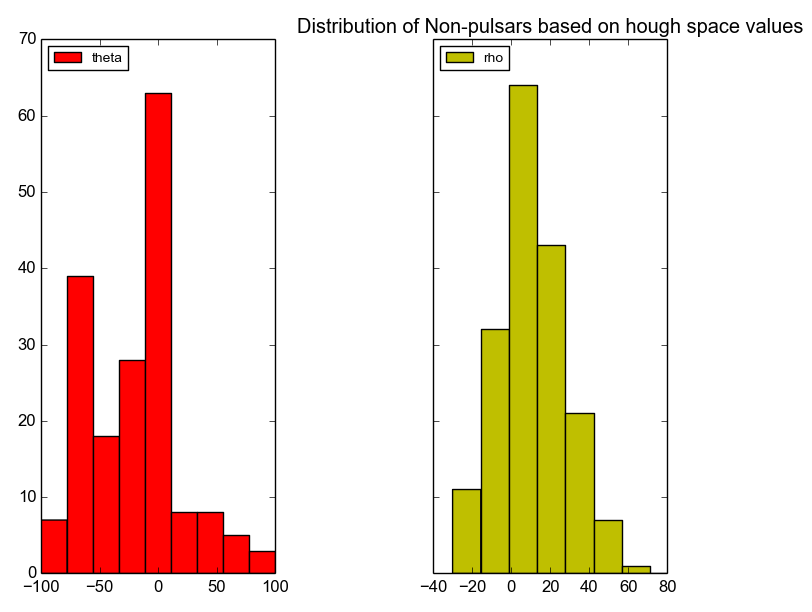 Distribution of Non-pulsars based on hough space values
theta
rho
70
60
50
40
30
20
10
0
−100 −50 0 50 100
−40 −20 0 20 40 60 80